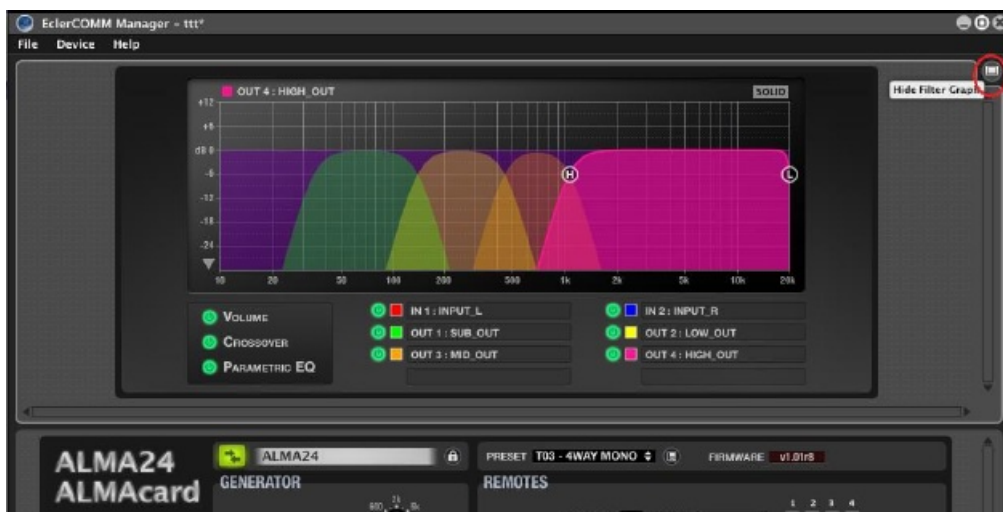 EclerCOMM Manager - ttt*
File Device Help
OUT 4 : HIGH_OUT
SOLID
Hide Filter Graph
+12
+6
dB 0
-6
-12
-18
-24
H
L
10 20 50 100 200 500 1k 2k 5k 10k 20k
VOLUME
CROSSOVER
PARAMETRIC EQ
IN 1 : INPUT_L
IN 2 : INPUT_R
OUT 1 : SUB_OUT
OUT 2 : LOW_OUT
OUT 3 : MID_OUT
OUT 4 : HIGH_OUT
ALMA24
ALMAcard
ALMA24
PRESET T03 - 4WAY MONO
FIRMWARE v1.01r8
GENERATOR
REMOTES
2k
1 2 3 4